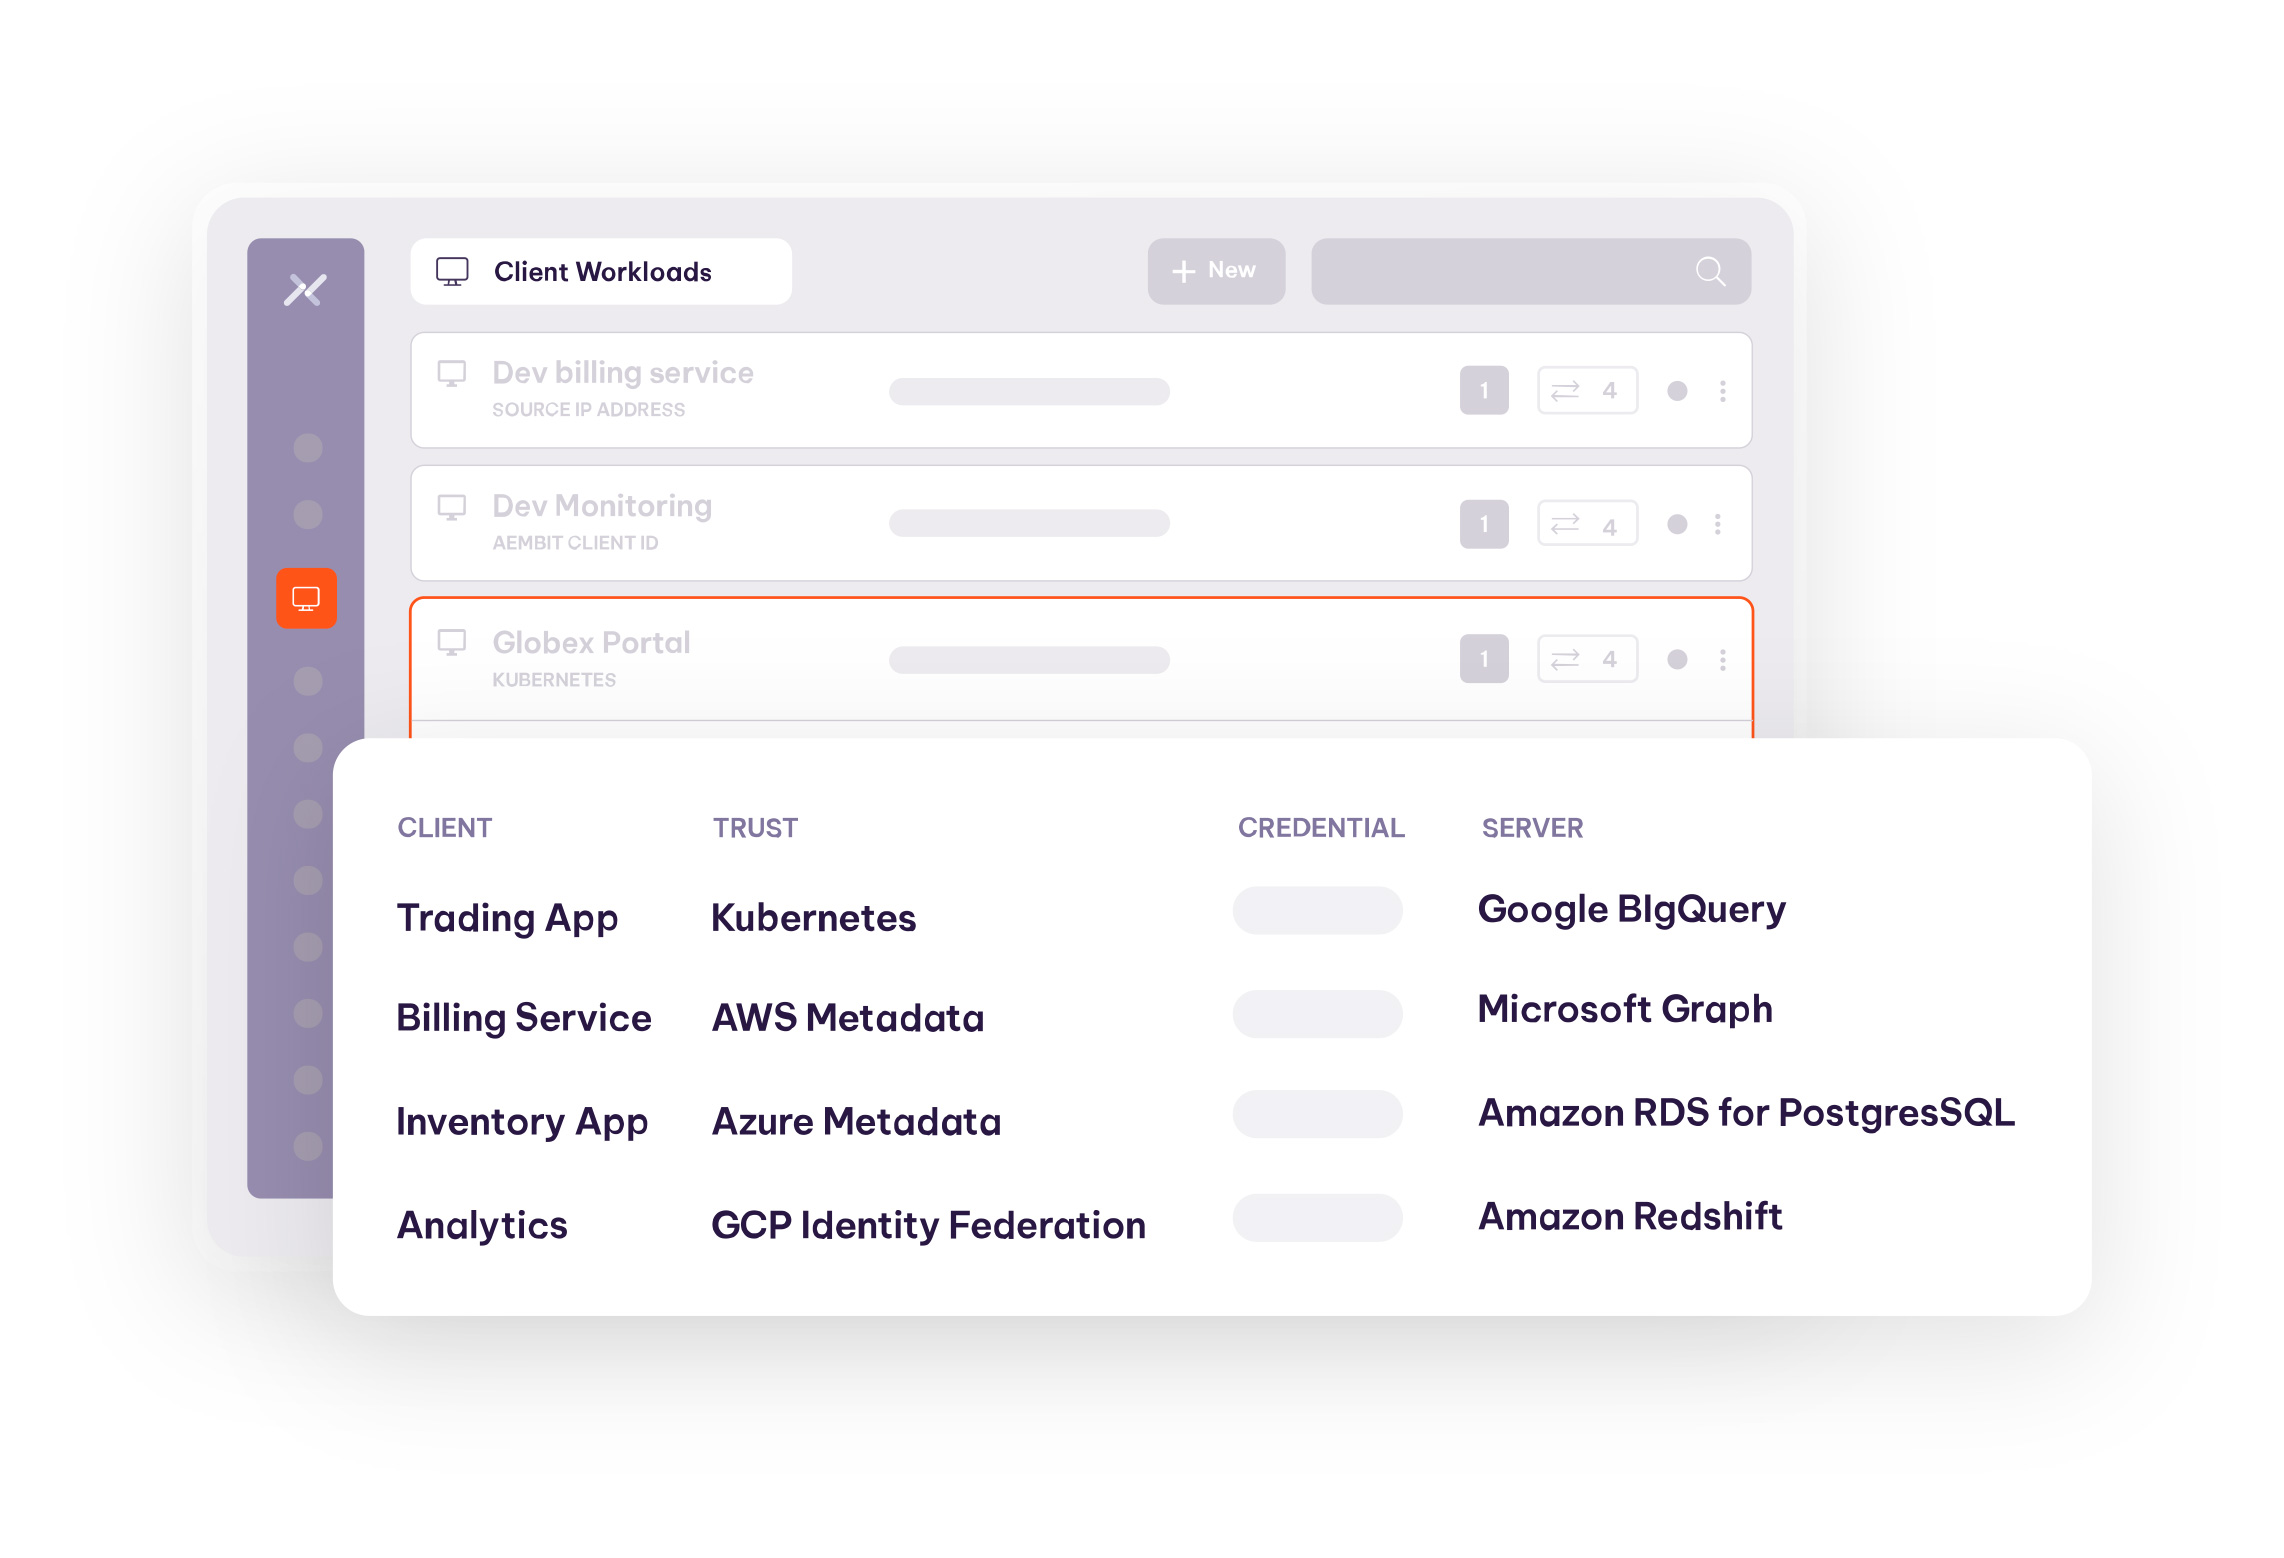 Client Workloads
New
Dev billing service
SOURCE IP ADDRESS
1
4
Dev Monitoring
AEMBIT CLIENT ID
1
4
Globex Portal
KUBERNETES
1
4
CLIENT TRUST CREDENTIAL SERVER
Trading App Kubernetes Google BIgQuery
Billing Service AWS Metadata Microsoft Graph
Inventory App Azure Metadata Amazon RDS for PostgresSQL
Analytics GCP Identity Federation Amazon Redshift